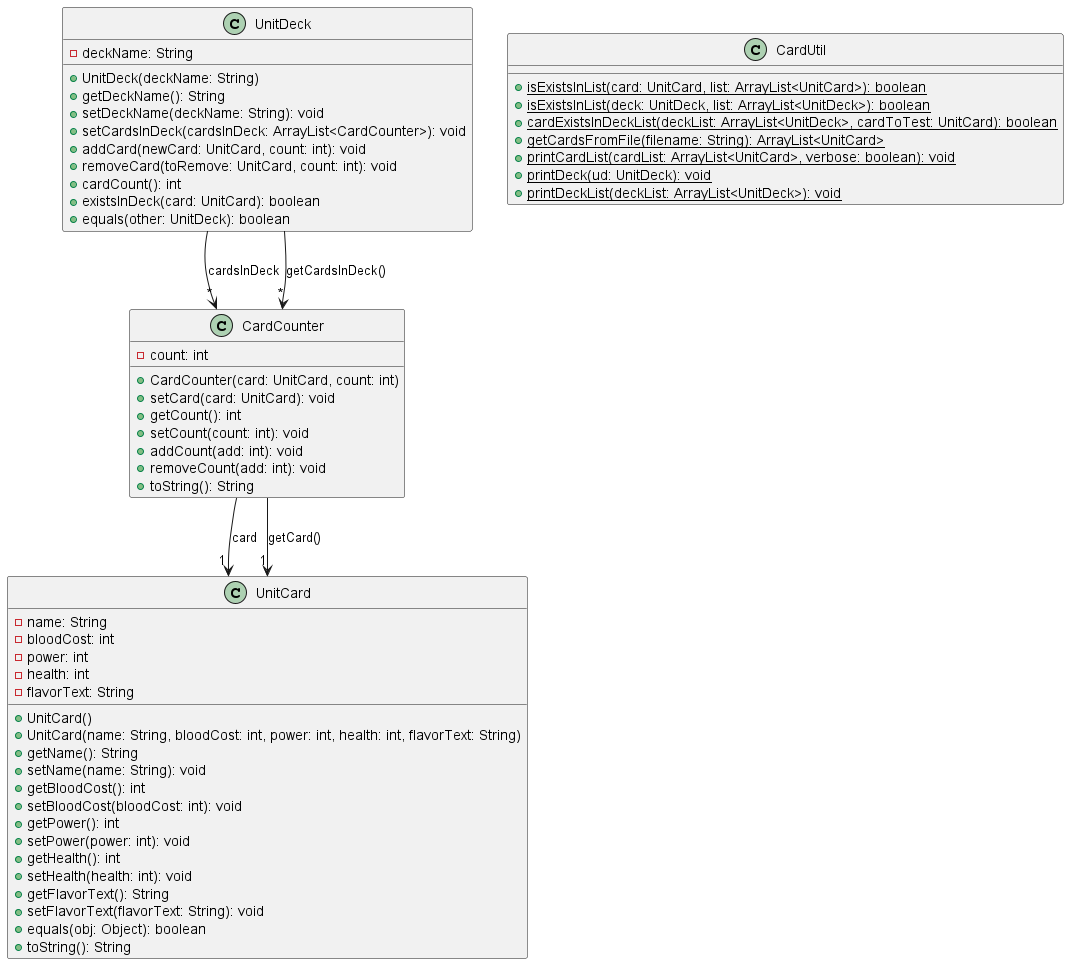 C UnitDeck
deckName: String
UnitDeck(deckName: String)
getDeckName(): String
setDeckName(deckName: String): void
setCardsInDeck(cardsInDeck: ArrayList<CardCounter>): void
addCard(newCard: UnitCard, count: int): void
removeCard(toRemove: UnitCard, count: int): void
cardCount(): int
existsInDeck(card: UnitCard): boolean
equals(other: UnitDeck): boolean
C CardUtil
isExistsInList(card: UnitCard, list: ArrayList<UnitCard>): boolean
isExistsInList(deck: UnitDeck, list: ArrayList<UnitDeck>): boolean
cardExistsInDeckList(deckList: ArrayList<UnitDeck>, cardToTest: UnitCard): boolean
getCardsFromFile(filename: String): ArrayList<UnitCard>
printCardList(cardList: ArrayList<UnitCard>, verbose: boolean): void
printDeck(ud: UnitDeck): void
printDeckList(deckList: ArrayList<UnitDeck>): void
cardsInDeck
getCardsInDeck()
*
*
C CardCounter
count: int
CardCounter(card: UnitCard, count: int)
setCard(card: UnitCard): void
getCount(): int
setCount(count: int): void
addCount(add: int): void
removeCount(add: int): void
toString(): String
card
getCard()
1
1
C UnitCard
name: String
bloodCost: int
power: int
health: int
flavorText: String
UnitCard()
UnitCard(name: String, bloodCost: int, power: int, health: int, flavorText: String)
getName(): String
setName(name: String): void
getBloodCost(): int
setBloodCost(bloodCost: int): void
getPower(): int
setPower(power: int): void
getHealth(): int
setHealth(health: int): void
getFlavorText(): String
setFlavorText(flavorText: String): void
equals(obj: Object): boolean
toString(): String